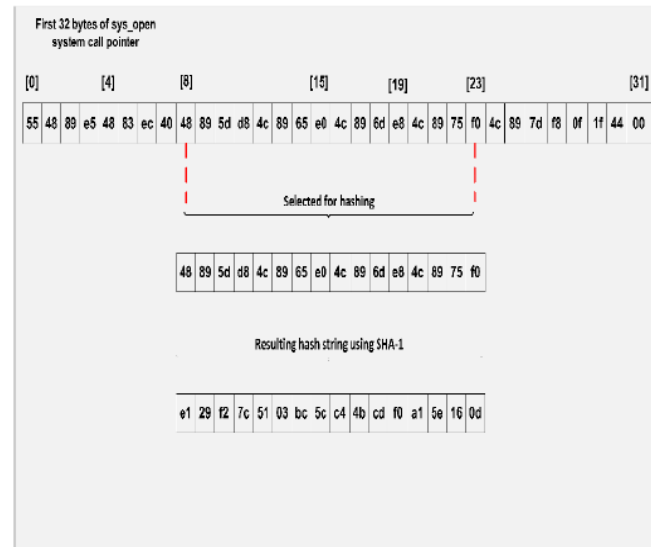 First 32 bytes of sys_open
system call pointer
[0] [4] [8] [15] [19] [23] [31]
55 48 89 e5 48 83 ec 40 48 89 5d d8 4c 89 65 e0 4c 89 6d e8 4c 89 75 f0 4c 89 7d f8 0f 1f 44 00
Selected for hashing
48 89 5d d8 4c 89 65 e0 4c 89 6d e8 4c 89 75 f0
Resulting hash string using SHA-1
e1 29 f2 7c 51 03 bc 5c c4 4b cd f0 a1 5e 16 0d